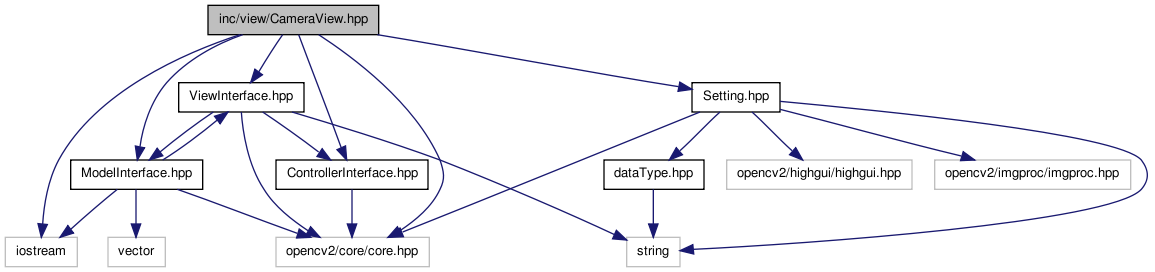 inc/view/CameraView.hpp
ViewInterface.hpp
Setting.hpp
ModelInterface.hpp
ControllerInterface.hpp
dataType.hpp
opencv2/highgui/highgui.hpp
opencv2/imgproc/imgproc.hpp
iostream
vector
opencv2/core/core.hpp
string